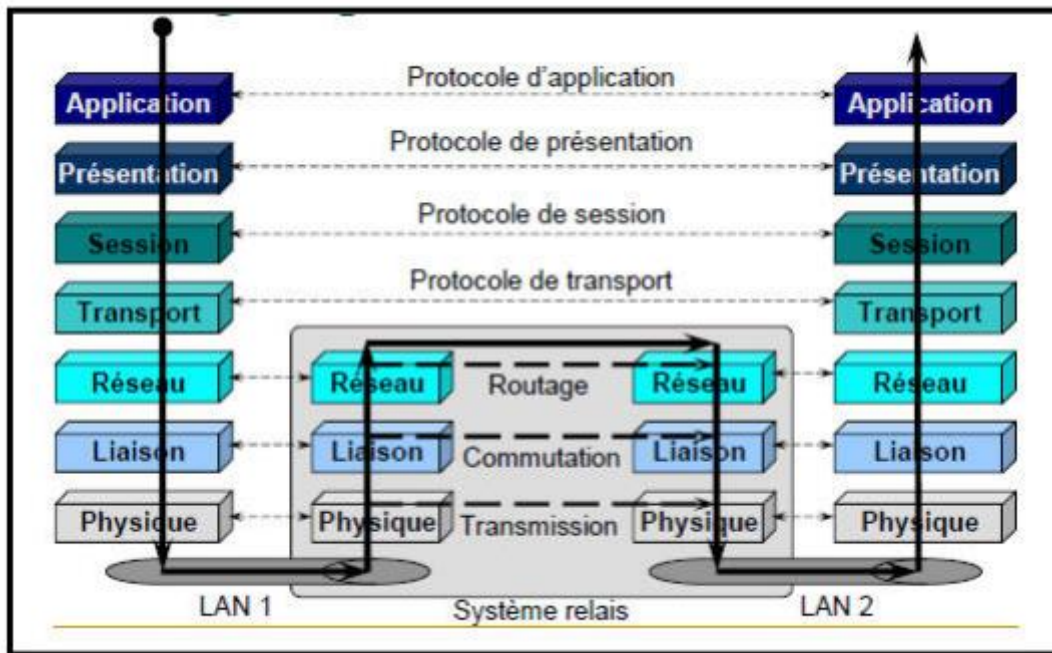 Protocole d'application
Application Application
Protocole de présentation
Présentation Présentation
Protocole de session
Session Session
Protocole de transport
Transport Transport
Réseau Réseau Routage Réseau Réseau
Liaison Liaison Commutation Liaison Liaison
Physique Physique Transmission Physique Physique
LAN 1 Système relais LAN 2